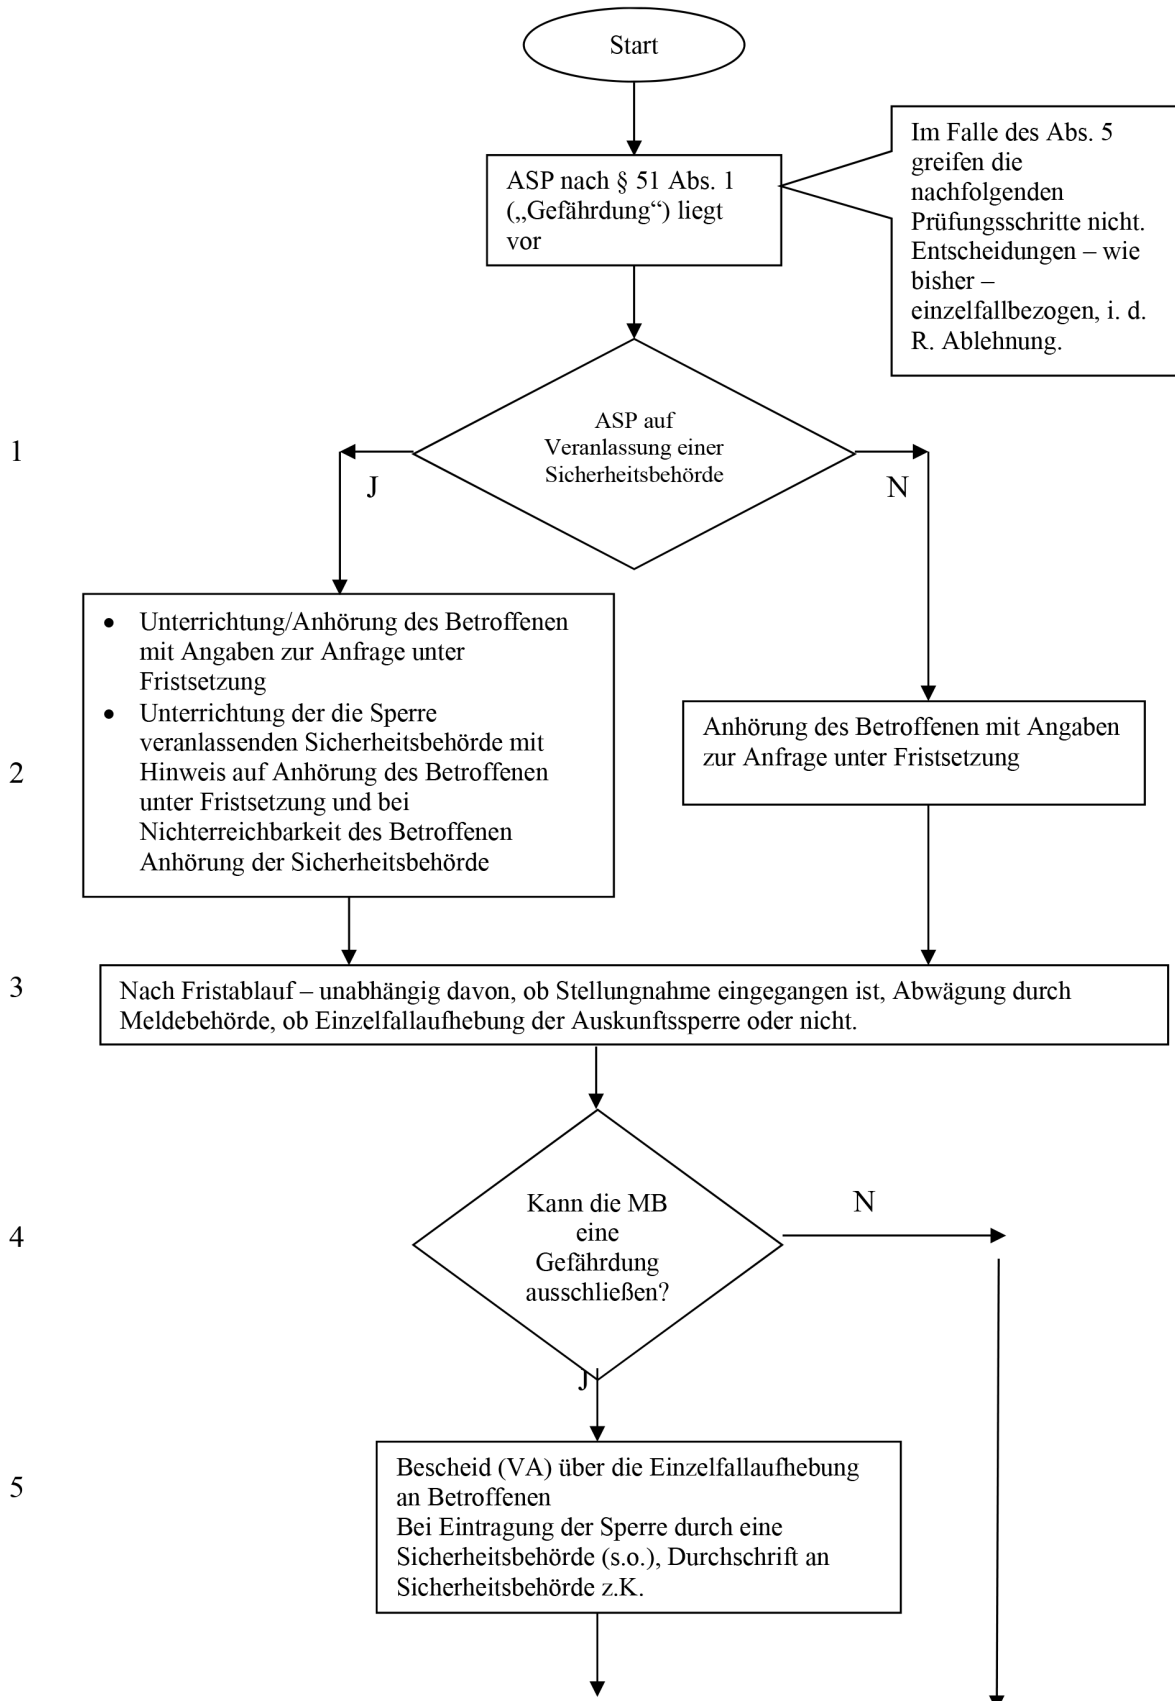 Start
ASP nach § 51 Abs. 1
(„Gefährdung“) liegt
vor
Im Falle des Abs. 5
greifen die
nachfolgenden
Prüfungsschritte nicht.
Entscheidungen – wie
bisher –
einzelfallbezogen, i. d.
R. Ablehnung.
1
ASP auf
Veranlassung einer
Sicherheitsbehörde
J
N
• Unterrichtung/Anhörung des Betroffenen
mit Angaben zur Anfrage unter
Fristsetzung
• Unterrichtung der die Sperre
veranlassenden Sicherheitsbehörde mit
Hinweis auf Anhörung des Betroffenen
unter Fristsetzung und bei
Nichterreichbarkeit des Betroffenen
Anhörung der Sicherheitsbehörde
2
Anhörung des Betroffenen mit Angaben
zur Anfrage unter Fristsetzung
3
Nach Fristablauf – unabhängig davon, ob Stellungnahme eingegangen ist, Abwägung durch
Meldebehörde, ob Einzelfallaufhebung der Auskunftssperre oder nicht.
4
Kann die MB
eine
Gefährdung
ausschließen?
N
J
5
Bescheid (VA) über die Einzelfallaufhebung
an Betroffenen
Bei Eintragung der Sperre durch eine
Sicherheitsbehörde (s.o.), Durchschrift an
Sicherheitsbehörde z.K.